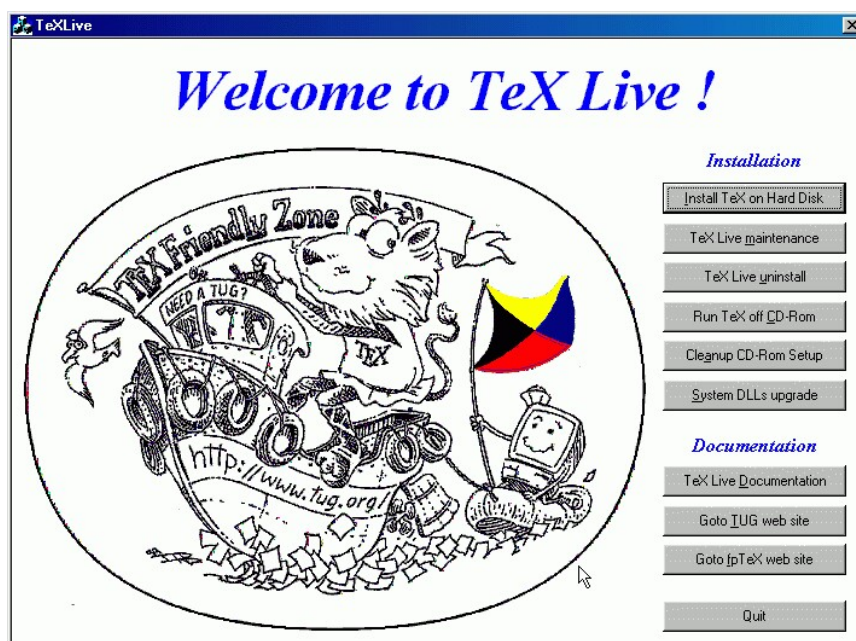 TeXLive
Welcome to TeX Live !
Installation
Install TeX on Hard Disk
TeX Live maintenance
TeX Live uninstall
Run TeX off CD-Rom
Cleanup CD-Rom Setup
System DLLs upgrade
Documentation
TeX Live Documentation
Goto TUG web site
Goto fpTeX web site
Quit
TEX Friendly Zone
NEED A TUG?
TEX
http://www.tug.org/